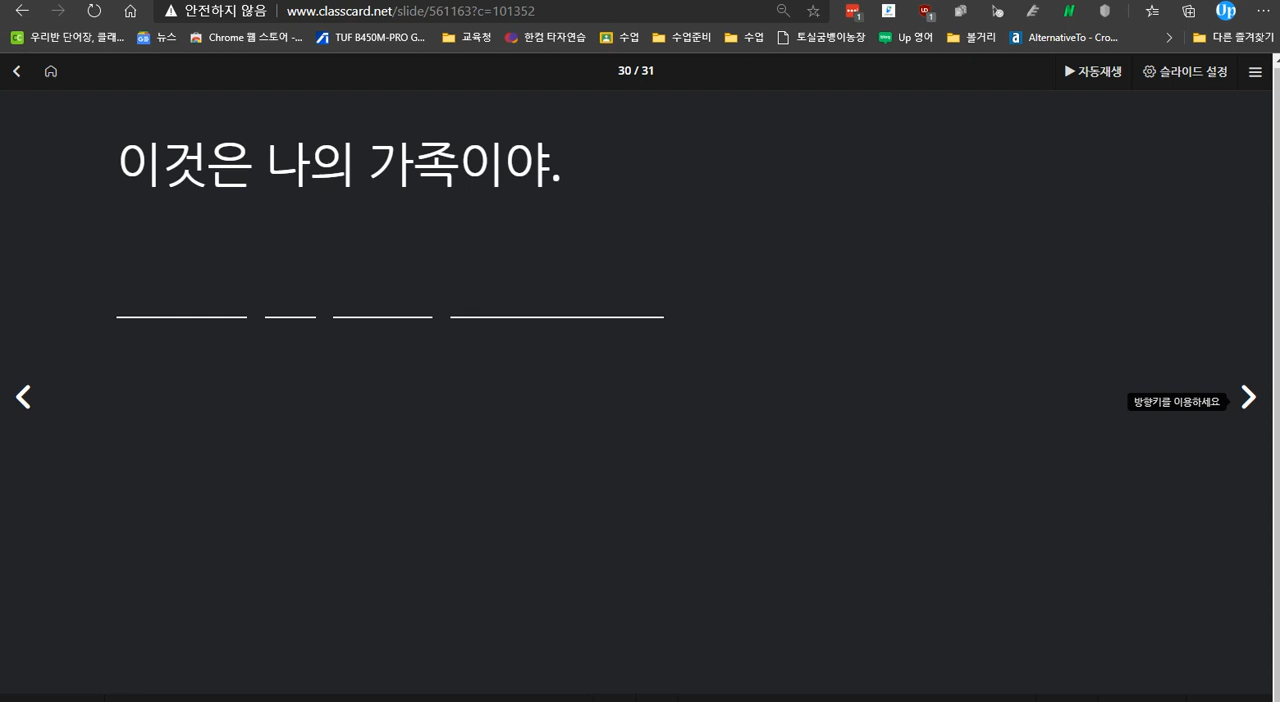 안전하지 않음 www.classcard.net/slide/561163?c=101352
우리반 단어장, 클래... 뉴스 Chrome 웹 스토어 -... TUF B450M-PRO G... 교육청 한컴 타자연습 수업 수업준비 수업 토실궁뱅이농장 Up 영어 볼거리 AlternativeTo - Cro... 다른 즐겨찾기
30 / 31 자동재생 슬라이드 설정
이것은 나의 가족이야.
방향키를 이용하세요